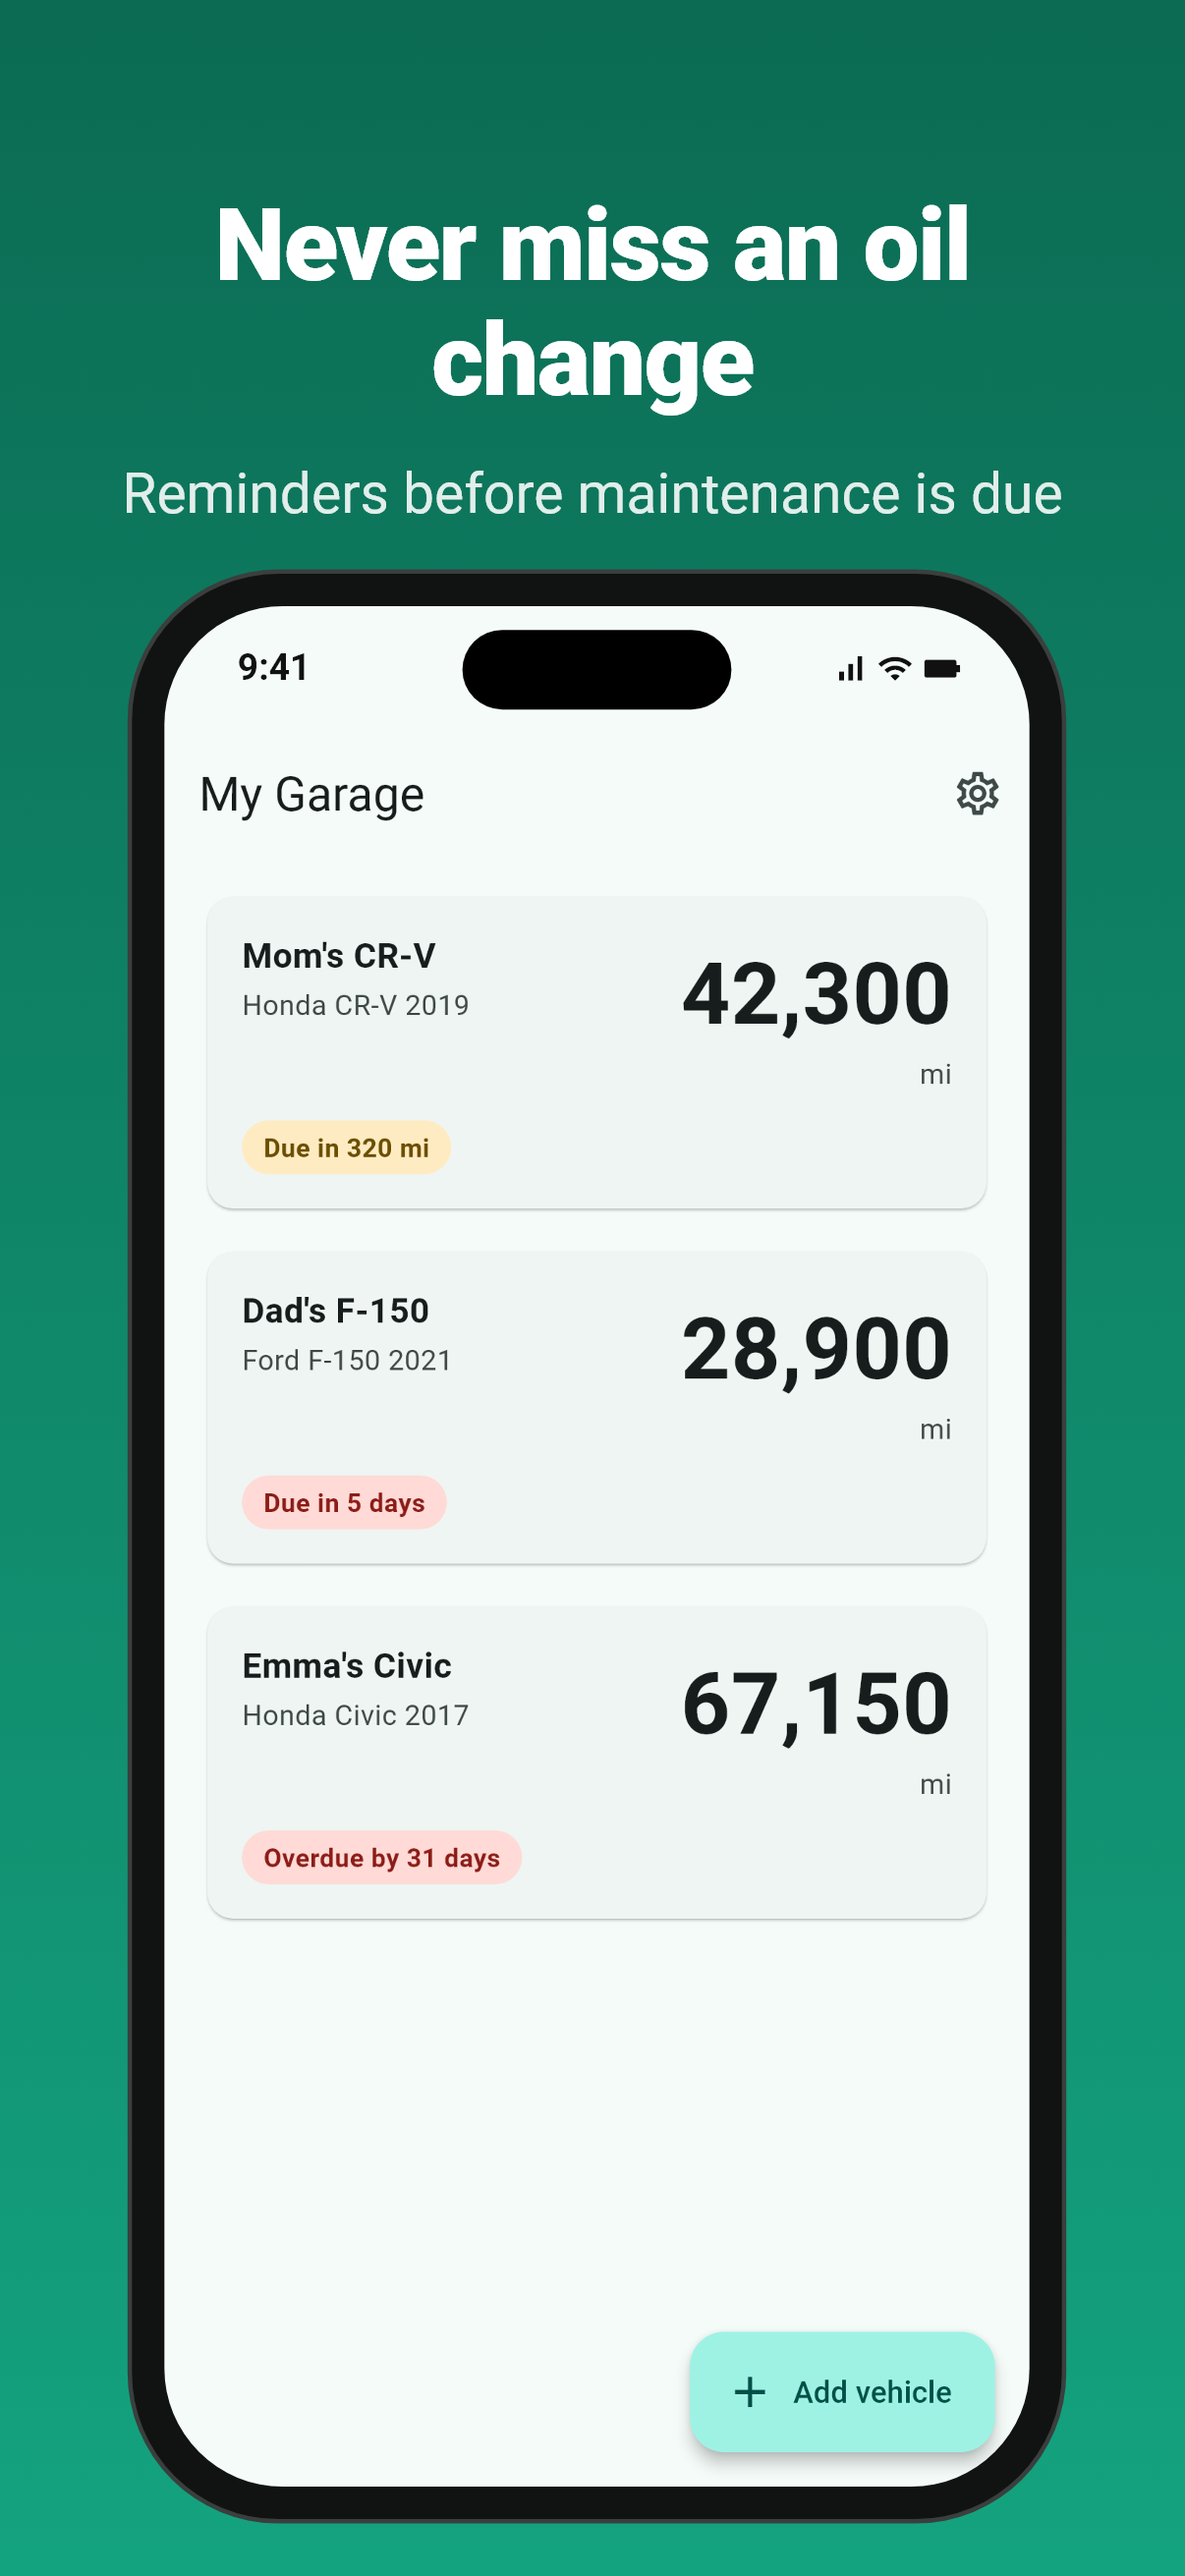 Never miss an oil
change
Reminders before maintenance is due
9:41
My Garage
Mom's CR-V
Honda CR-V 2019
42,300
mi
Due in 320 mi
Dad's F-150
Ford F-150 2021
28,900
mi
Due in 5 days
Emma's Civic
Honda Civic 2017
67,150
mi
Overdue by 31 days
Add vehicle